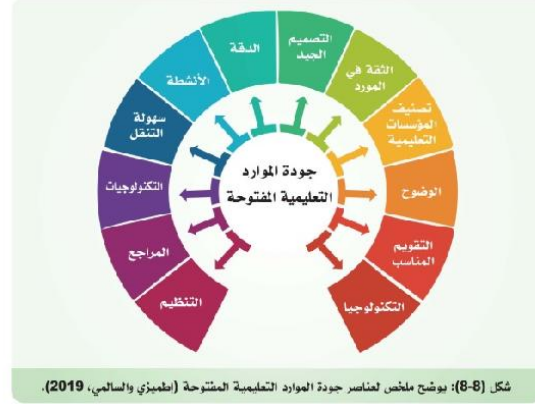 التصميم
الجيد
الثقة في
المورد
تصنيف
المؤسسات
التعليمية
الوضوح
التقويم
المناسب
التكنولوجيا
الدقة
الأنشطة
سهولة
التنقل
التكنولوجيات
المراجع
التنظيم
جودة الموارد
التعليمية المفتوحة
شكل (8-8): يوضح ملخص لعناصر جودة الموارد التعليمية المفتوحة (اطميزي والسالمي، 2019).